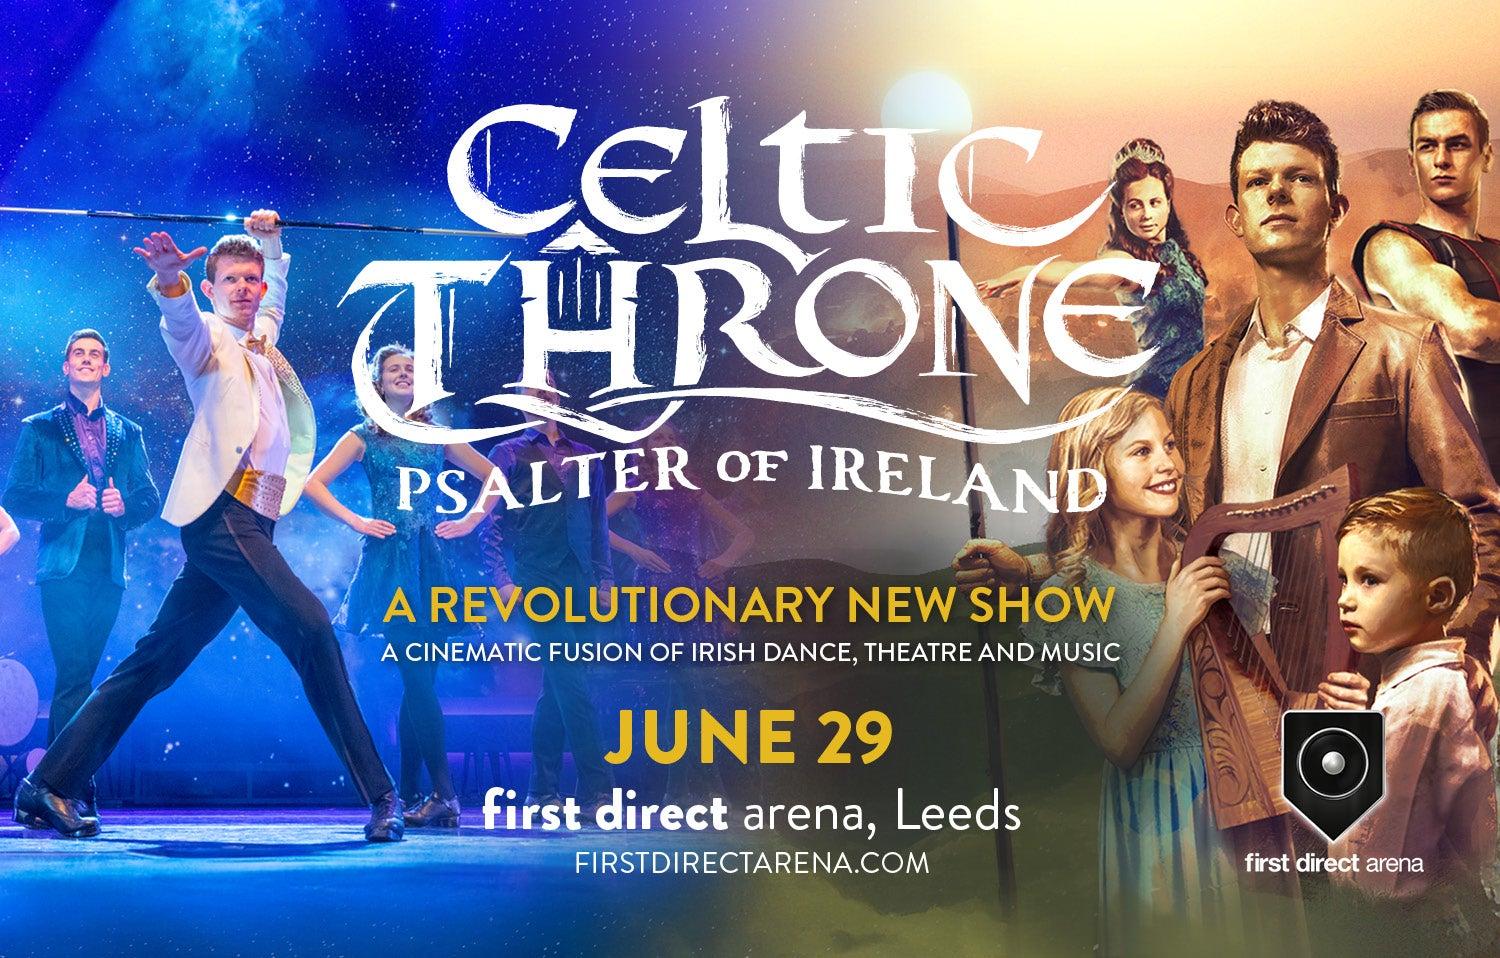 CELTIC
THRONE
PSALTER OF IRELAND
A REVOLUTIONARY NEW SHOW
A CINEMATIC FUSION OF IRISH DANCE, THEATRE AND MUSIC
JUNE 29
first direct arena, Leeds
FIRSTDIRECTARENA.COM
first direct arena